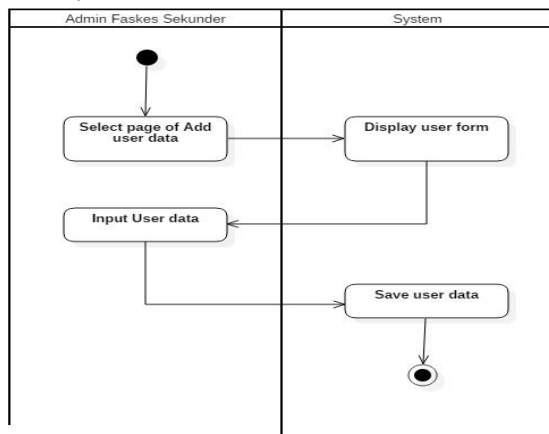 Admin Faskes Sekunder
System
Select page of Add
user data
Display user form
Input User data
Save user data